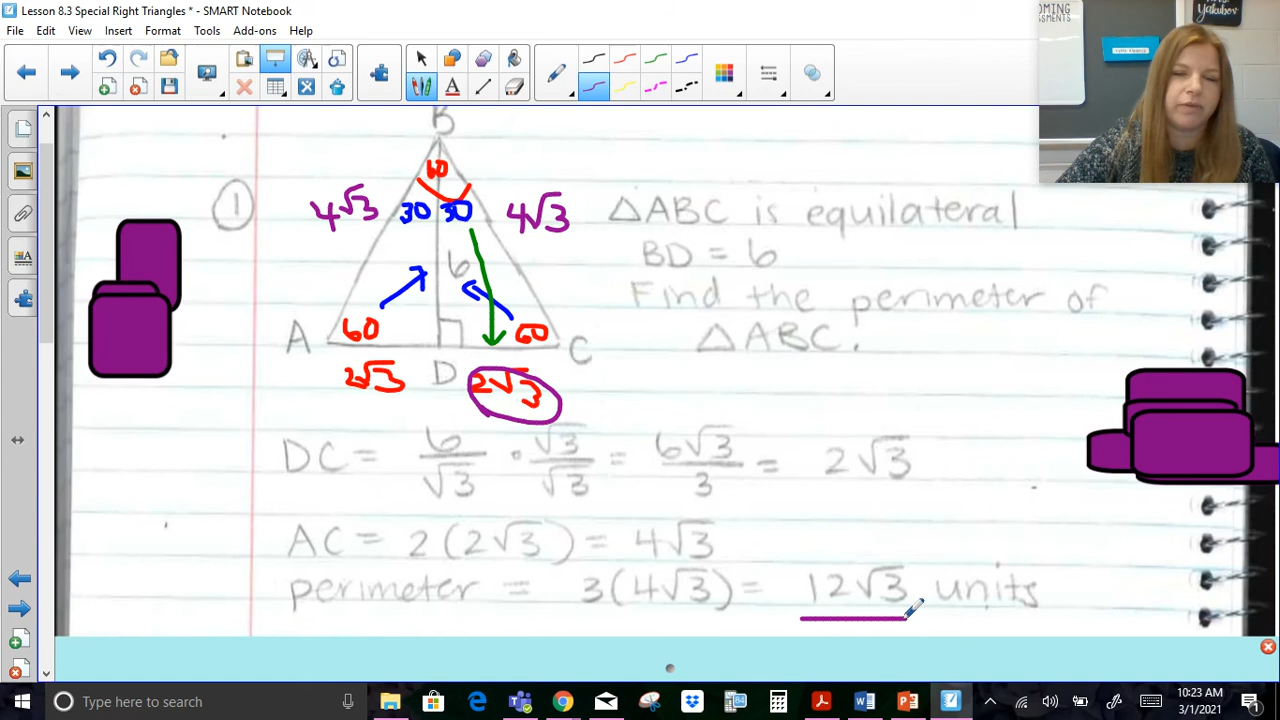 Lesson 8.3 Special Right Triangles * - SMART Notebook
File Edit View Insert Format Tools Add-ons Help
B
60
① 4√3 30 30 4√3 △ABC is equilateral
6 BD = 6
Find the perimeter of
△ABC.
A 60 60 C
2√3 D 2√3
DC = 6/√3 · √3/√3 = 6√3/3 = 2√3
AC = 2(2√3) = 4√3
perimeter = 3(4√3) = 12√3 units
Type here to search
10:23 AM
3/1/2021